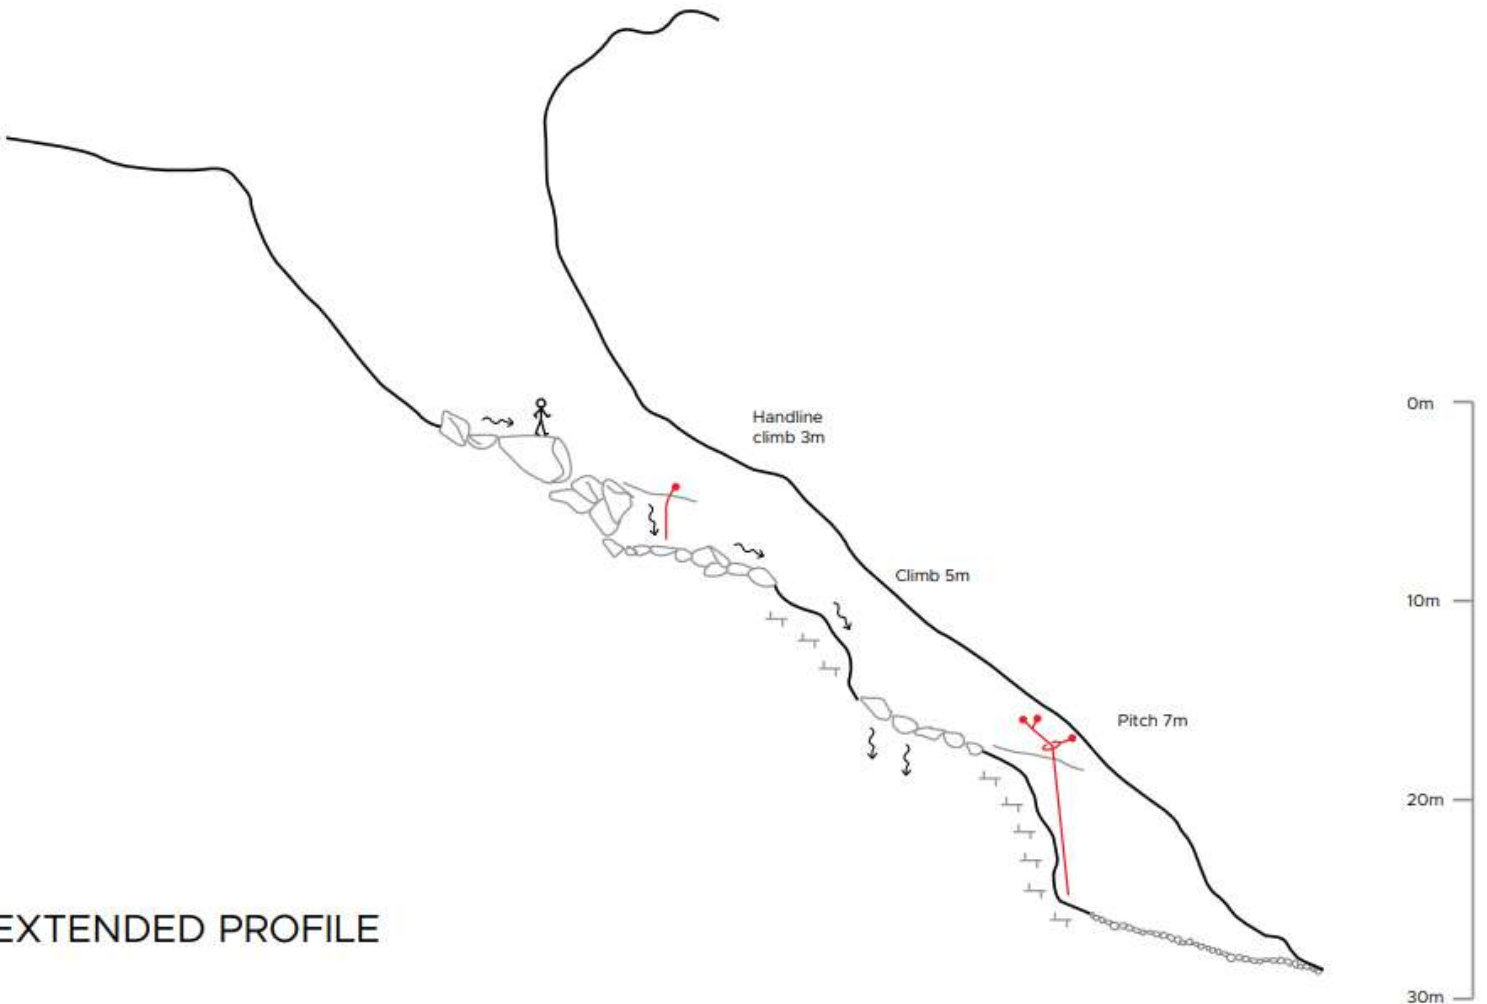 Handline
climb 3m
Climb 5m
Pitch 7m
0m
10m
20m
30m
EXTENDED PROFILE